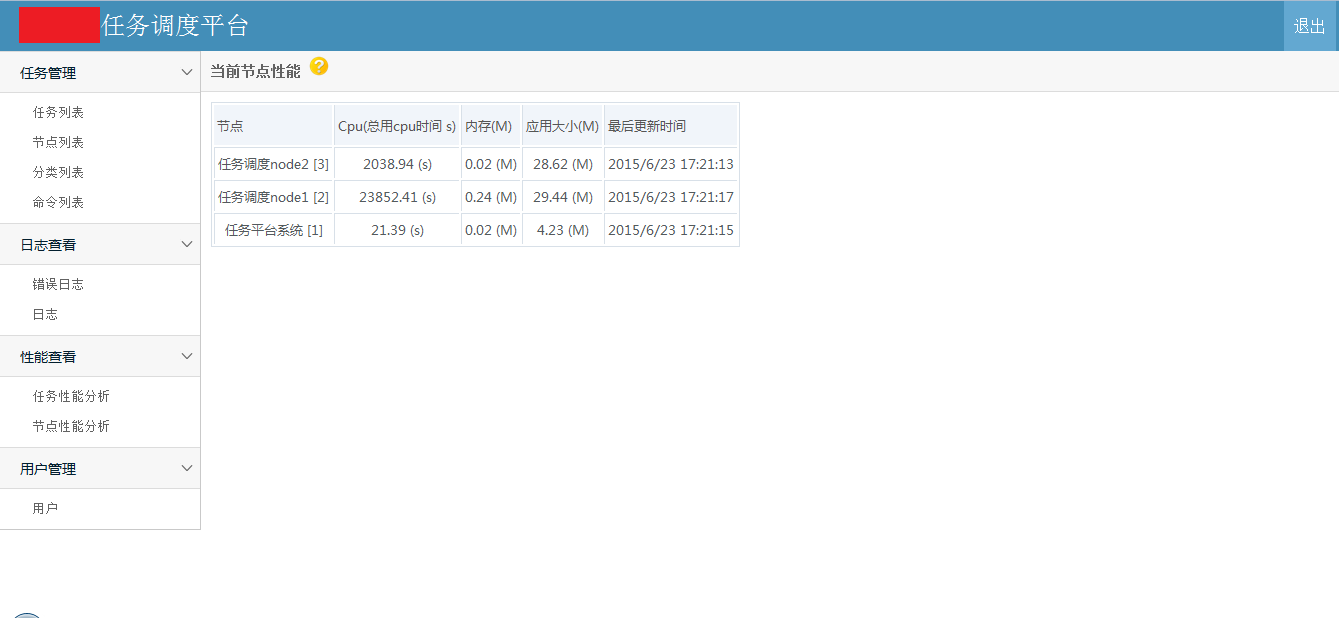 任务调度平台
退出
任务管理
任务列表
节点列表
分类列表
命令列表
日志查看
错误日志
日志
性能查看
任务性能分析
节点性能分析
用户管理
用户
当前节点性能 ?
节点 Cpu(总用cpu时间 s) 内存(M) 应用大小(M) 最后更新时间
任务调度node2 [3] 2038.94 (s) 0.02 (M) 28.62 (M) 2015/6/23 17:21:13
任务调度node1 [2] 23852.41 (s) 0.24 (M) 29.44 (M) 2015/6/23 17:21:17
任务平台系统 [1] 21.39 (s) 0.02 (M) 4.23 (M) 2015/6/23 17:21:15